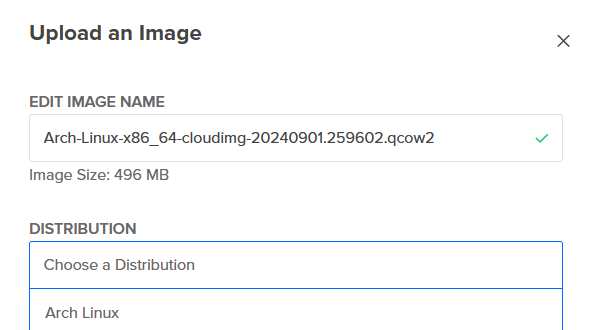 Upload an Image
EDIT IMAGE NAME
Arch-Linux-x86_64-cloudimg-20240901.259602.qcow2
Image Size: 496 MB
DISTRIBUTION
Choose a Distribution
Arch Linux